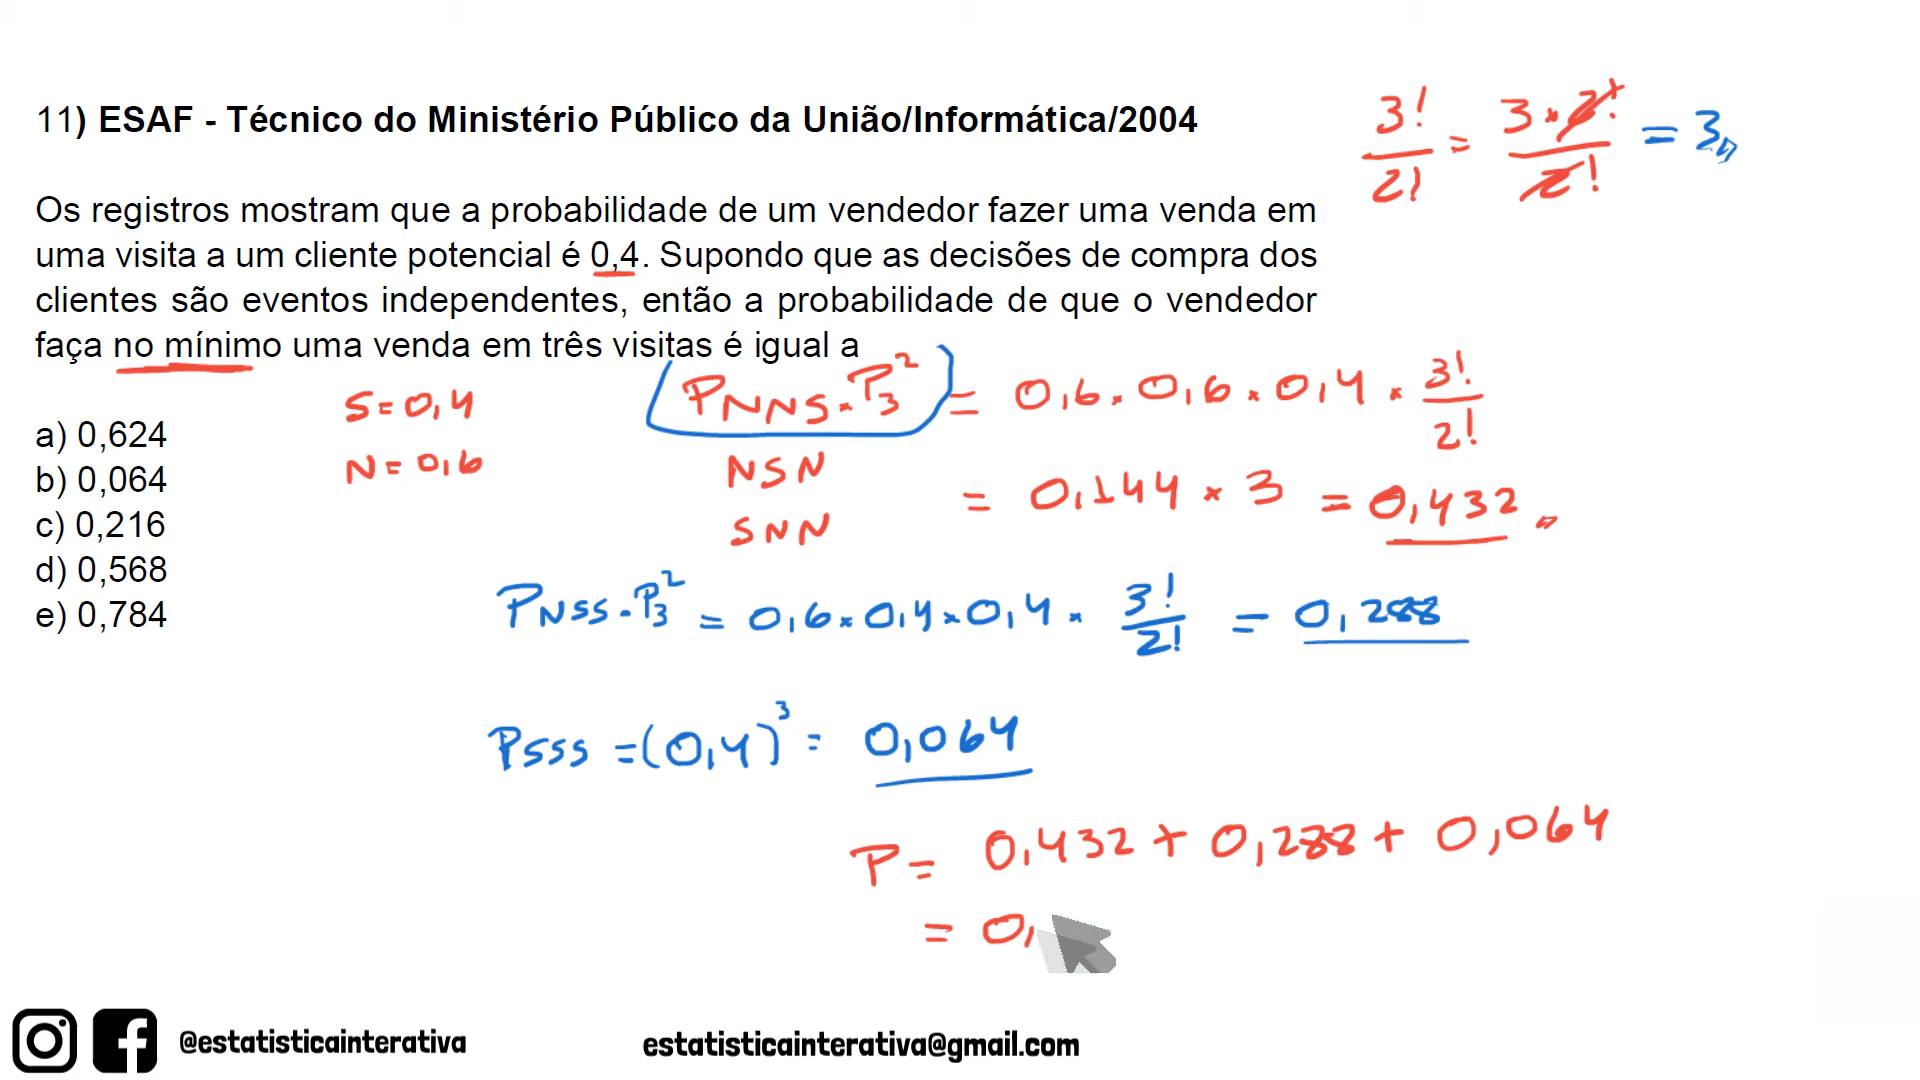 11) ESAF - Técnico do Ministério Público da União/Informática/2004
3!/2! = 3 × 2!/2! = 3
Os registros mostram que a probabilidade de um vendedor fazer uma venda em
uma visita a um cliente potencial é 0,4. Supondo que as decisões de compra dos
clientes são eventos independentes, então a probabilidade de que o vendedor
faça no mínimo uma venda em três visitas é igual a
a) 0,624
b) 0,064
c) 0,216
d) 0,568
e) 0,784
S = 0,4
N = 0,6
PNNS × P₃² = 0,6 × 0,6 × 0,4 × 3!/2!
NSN
SNN
= 0,144 × 3 = 0,432
PNSS × P₃² = 0,6 × 0,4 × 0,4 × 3!/2! = 0,288
PSSS = (0,4)³ = 0,064
P = 0,432 + 0,288 + 0,064
= 0,
@estatisticainterativa
estatisticainterativa@gmail.com